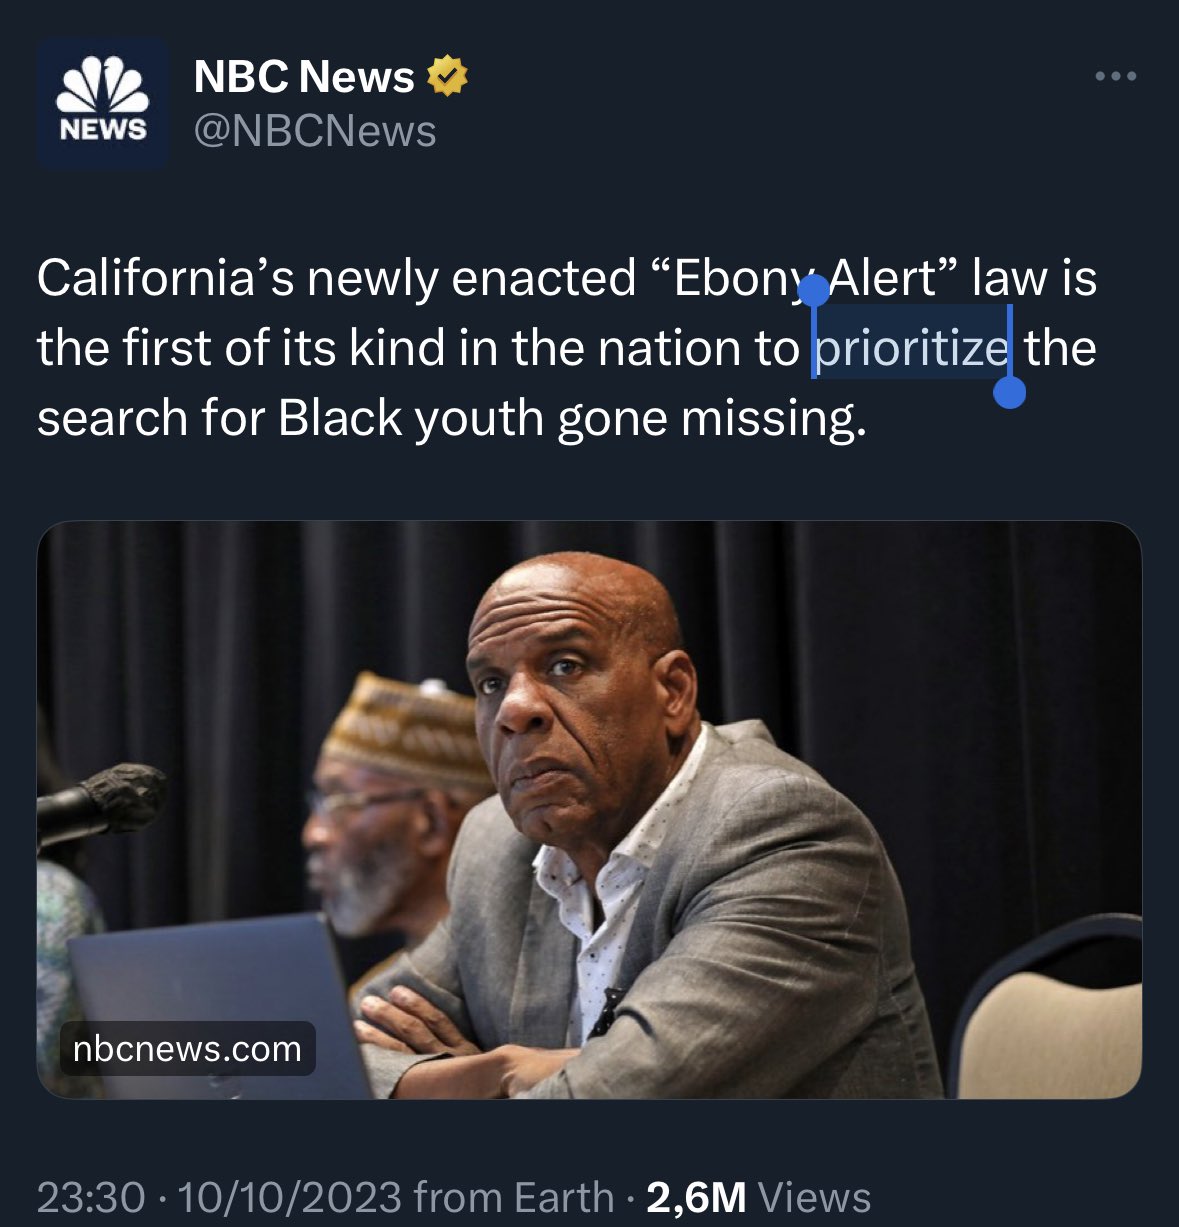 NEWS
NBC News
@NBCNews
California’s newly enacted “Ebony Alert” law is
the first of its kind in the nation to prioritize the
search for Black youth gone missing.
nbcnews.com
23:30 · 10/10/2023 from Earth · 2,6M Views